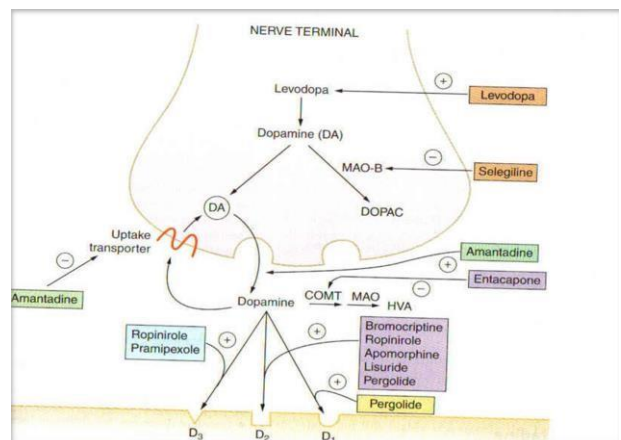 NERVE TERMINAL
Levodopa
+
Levodopa
Dopamine (DA)
MAO-B
−
Selegiline
DOPAC
DA
Uptake
transporter
−
Amantadine
Amantadine
+
Entacapone
−
Dopamine
COMT
MAO
HVA
Ropinirole
Pramipexole
+
+
Bromocriptine
Ropinirole
Apomorphine
Lisuride
Pergolide
+
Pergolide
D3
D2
D1